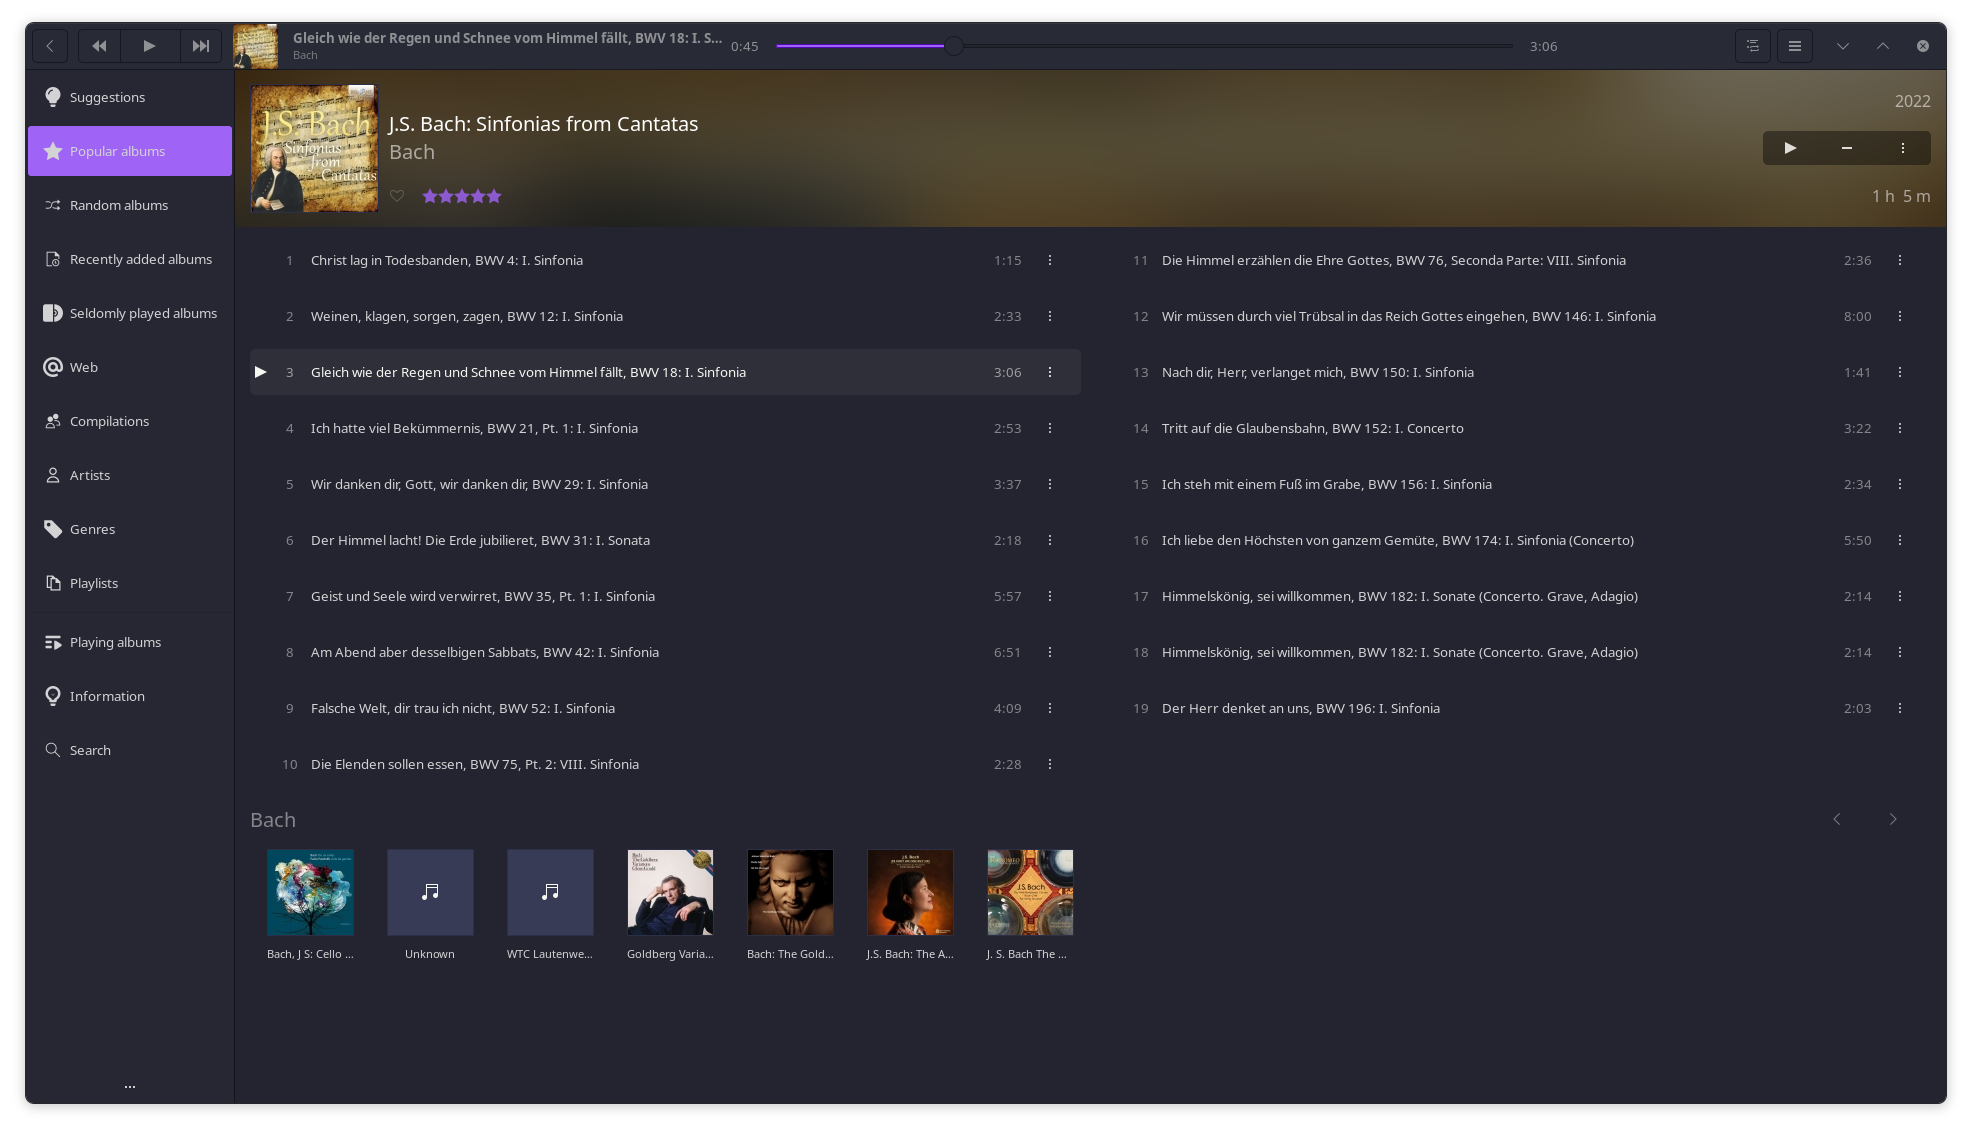 Gleich wie der Regen und Schnee vom Himmel fällt, BWV 18: I. S...
Bach
0:45
3:06
Suggestions
Popular albums
Random albums
Recently added albums
Seldomly played albums
Web
Compilations
Artists
Genres
Playlists
Playing albums
Information
Search
...
J.S. Bach
Sinfonias
from
Cantatas
J.S. Bach: Sinfonias from Cantatas
Bach
2022
1 h 5 m
1 Christ lag in Todesbanden, BWV 4: I. Sinfonia 1:15
2 Weinen, klagen, sorgen, zagen, BWV 12: I. Sinfonia 2:33
3 Gleich wie der Regen und Schnee vom Himmel fällt, BWV 18: I. Sinfonia 3:06
4 Ich hatte viel Bekümmernis, BWV 21, Pt. 1: I. Sinfonia 2:53
5 Wir danken dir, Gott, wir danken dir, BWV 29: I. Sinfonia 3:37
6 Der Himmel lacht! Die Erde jubilieret, BWV 31: I. Sonata 2:18
7 Geist und Seele wird verwirret, BWV 35, Pt. 1: I. Sinfonia 5:57
8 Am Abend aber desselbigen Sabbats, BWV 42: I. Sinfonia 6:51
9 Falsche Welt, dir trau ich nicht, BWV 52: I. Sinfonia 4:09
10 Die Elenden sollen essen, BWV 75, Pt. 2: VIII. Sinfonia 2:28
11 Die Himmel erzählen die Ehre Gottes, BWV 76, Seconda Parte: VIII. Sinfonia 2:36
12 Wir müssen durch viel Trübsal in das Reich Gottes eingehen, BWV 146: I. Sinfonia 8:00
13 Nach dir, Herr, verlanget mich, BWV 150: I. Sinfonia 1:41
14 Tritt auf die Glaubensbahn, BWV 152: I. Concerto 3:22
15 Ich steh mit einem Fuß im Grabe, BWV 156: I. Sinfonia 2:34
16 Ich liebe den Höchsten von ganzem Gemüte, BWV 174: I. Sinfonia (Concerto) 5:50
17 Himmelskönig, sei willkommen, BWV 182: I. Sonate (Concerto. Grave, Adagio) 2:14
18 Himmelskönig, sei willkommen, BWV 182: I. Sonate (Concerto. Grave, Adagio) 2:14
19 Der Herr denket an uns, BWV 196: I. Sinfonia 2:03
Bach
Bach:
The Goldberg
Variations
Glenn Gould
J.S. Bach
J.S. Bach
Bach, J S: Cello ...
Unknown
WTC Lautenwe...
Goldberg Varia...
Bach: The Gold...
J.S. Bach: The A...
J. S. Bach The ...